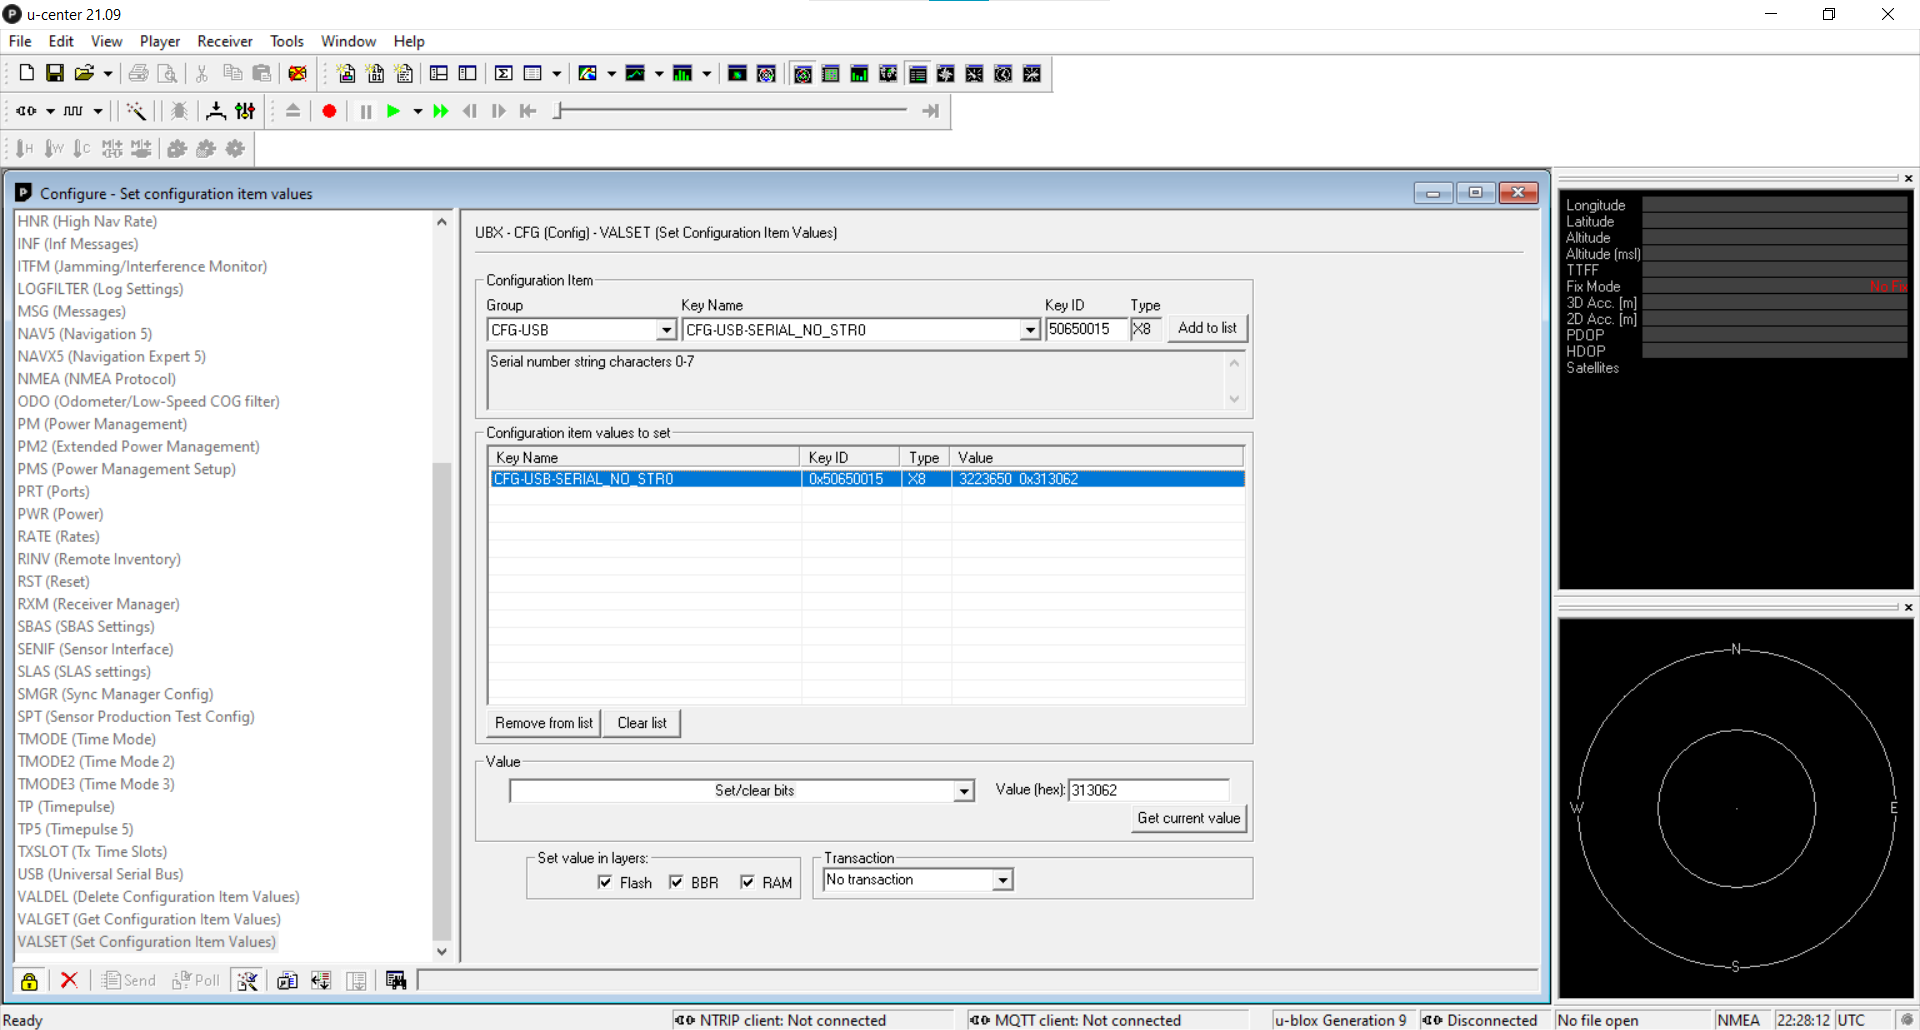 u-center 21.09
File Edit View Player Receiver Tools Window Help
Configure - Set configuration item values
HNR (High Nav Rate)
INF (Inf Messages)
ITFM (Jamming/Interference Monitor)
LOGFILTER (Log Settings)
MSG (Messages)
NAV5 (Navigation 5)
NAVX5 (Navigation Expert 5)
NMEA (NMEA Protocol)
ODO (Odometer/Low-Speed COG filter)
PM (Power Management)
PM2 (Extended Power Management)
PMS (Power Management Setup)
PRT (Ports)
PWR (Power)
RATE (Rates)
RINV (Remote Inventory)
RST (Reset)
RXM (Receiver Manager)
SBAS (SBAS Settings)
SENIF (Sensor Interface)
SLAS (SLAS settings)
SMGR (Sync Manager Config)
SPT (Sensor Production Test Config)
TMODE (Time Mode)
TMODE2 (Time Mode 2)
TMODE3 (Time Mode 3)
TP (Timepulse)
TP5 (Timepulse 5)
TXSLOT (Tx Time Slots)
USB (Universal Serial Bus)
VALDEL (Delete Configuration Item Values)
VALGET (Get Configuration Item Values)
VALSET (Set Configuration Item Values)
Send Poll
UBX - CFG (Config) - VALSET (Set Configuration Item Values)
Configuration Item
Group Key Name Key ID Type
CFG-USB CFG-USB-SERIAL_NO_STR0 50650015 X8 Add to list
Serial number string characters 0-7
Configuration item values to set
Key Name Key ID Type Value
CFG-USB-SERIAL_NO_STR0 0x50650015 X8 3223650 0x313062
Remove from list Clear list
Value
Set/clear bits Value (hex): 313062
Get current value
Set value in layers:
Flash BBR RAM
Transaction
No transaction
Longitude
Latitude
Altitude
Altitude (msl)
TTFF
Fix Mode No Fix
3D Acc. [m]
2D Acc. [m]
PDOP
HDOP
Satellites
N
W E
S
Ready NTRIP client: Not connected MQTT client: Not connected u-blox Generation 9 Disconnected No file open NMEA 22:28:12 UTC